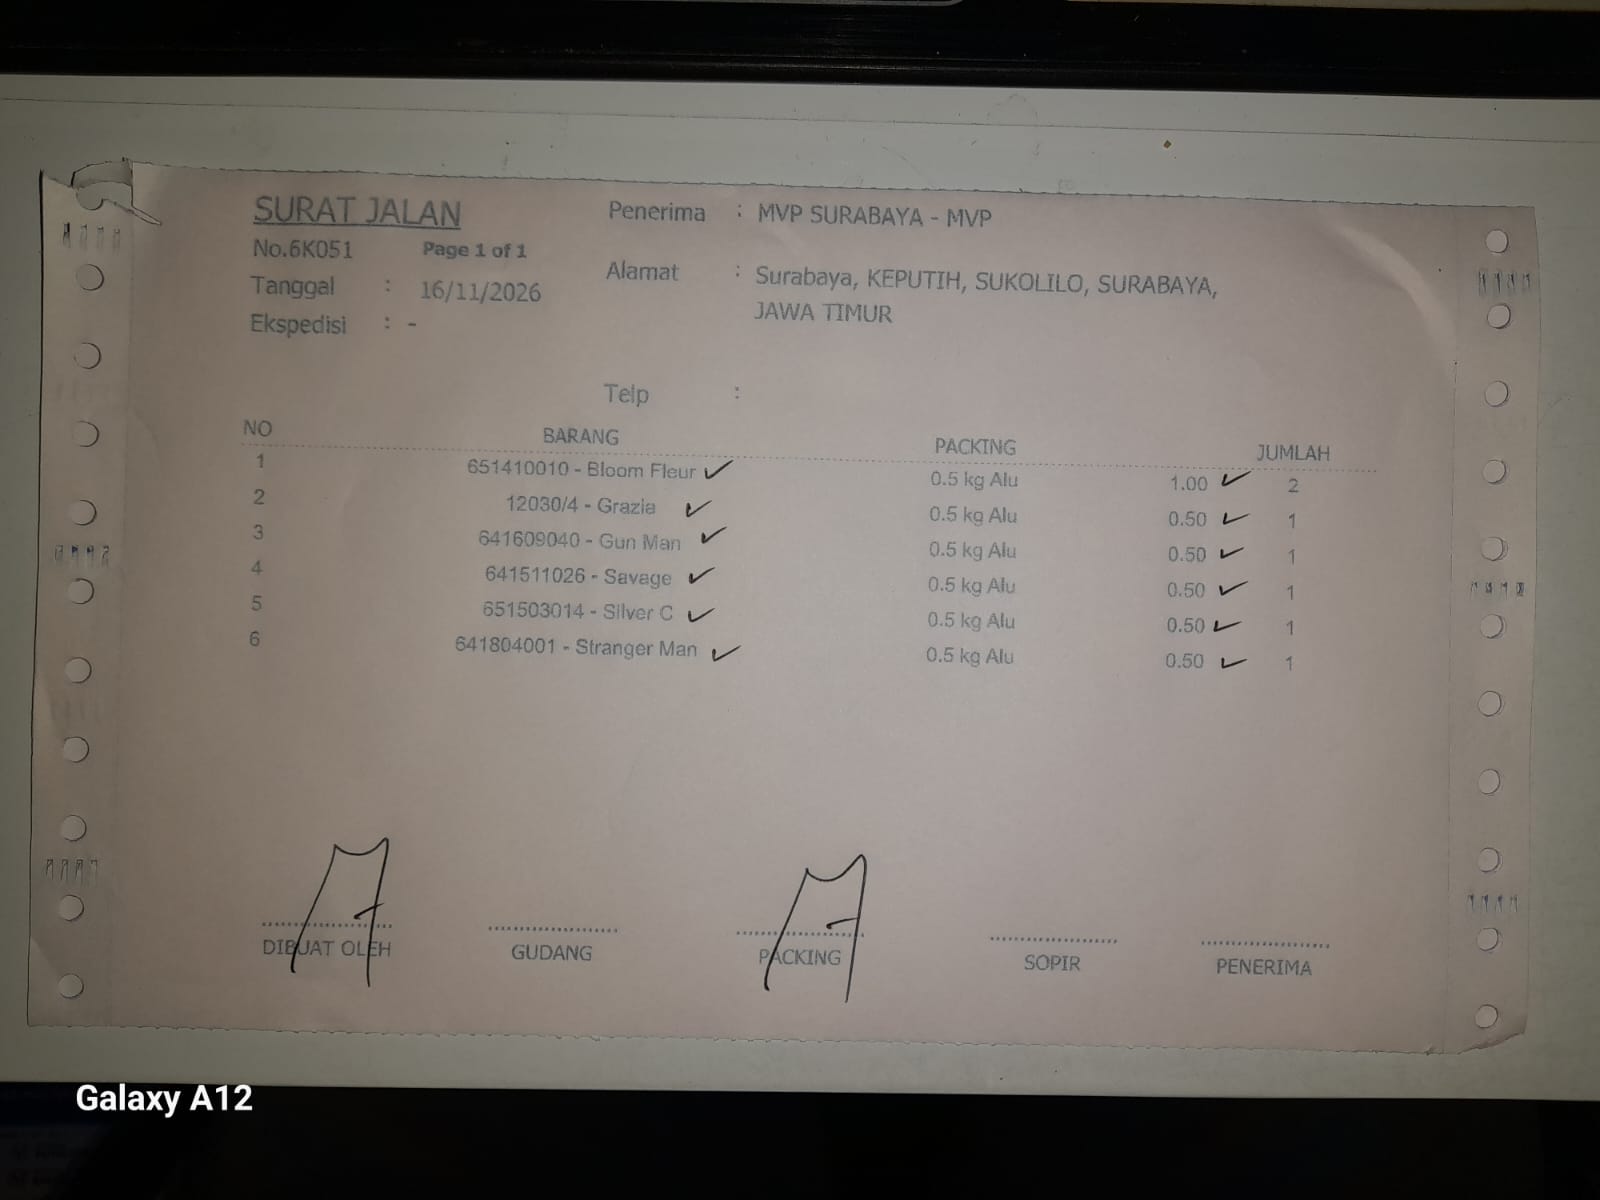 SURAT JALAN
No.6K051 Page 1 of 1
Tanggal : 16/11/2026
Ekspedisi : -
Penerima : MVP SURABAYA - MVP
Alamat : Surabaya, KEPUTIH, SUKOLILO, SURABAYA,
JAWA TIMUR
Telp :
NO BARANG PACKING JUMLAH
1 651410010 - Bloom Fleur ✓ 0.5 kg Alu 1.00 ✓ 2
2 12030/4 - Grazia ✓ 0.5 kg Alu 0.50 ✓ 1
3 641609040 - Gun Man ✓ 0.5 kg Alu 0.50 ✓ 1
4 641511026 - Savage ✓ 0.5 kg Alu 0.50 ✓ 1
5 651503014 - Silver C ✓ 0.5 kg Alu 0.50 ✓ 1
6 641804001 - Stranger Man ✓ 0.5 kg Alu 0.50 ✓ 1
DIBUAT OLEH GUDANG PACKING SOPIR PENERIMA
Galaxy A12